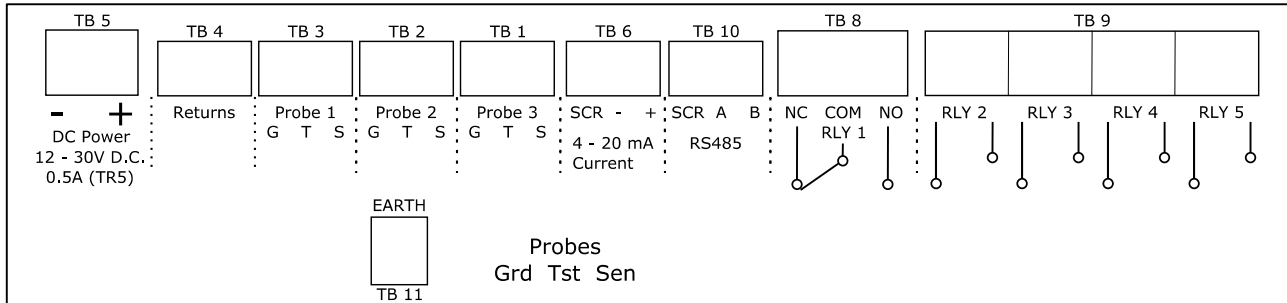 TB 5
TB 4
TB 3
TB 2
TB 1
TB 6
TB 10
TB 8
TB 9
- +
DC Power
12 - 30V D.C.
0.5A (TR5)
Returns
Probe 1
G T S
Probe 2
G T S
Probe 3
G T S
SCR - +
4 - 20 mA
Current
SCR A B
RS485
NC COM NO
RLY 1
RLY 2
RLY 3
RLY 4
RLY 5
EARTH
TB 11
Probes
Grd Tst Sen